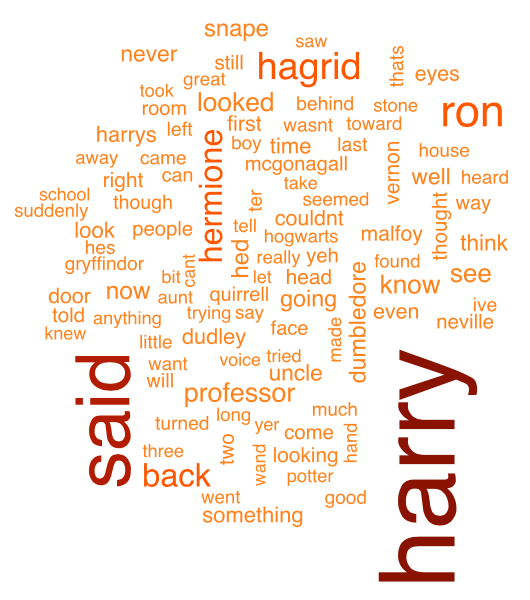 snape
saw
never
still
hagrid
thats
eyes
great
took
room
looked
behind
stone
ron
harrys
left
first
wasnt
toward
boy
time
last
house
away
came
hermione
mcgonagall
vernon
well
heard
right
can
take
school
though
ter
seemed
thought
way
suddenly
look
people
tell
couldnt
malfoy
think
hes
hed
hogwarts
gryffindor
cant
really
yeh
found
see
bit
let
head
dumbledore
know
door
now
aunt
quirrell
going
ive
told
anything
trying
say
even
neville
knew
little
dudley
face
made
said
want
voice
tried
uncle
harry
will
professor
turned
long
yer
much
three
two
come
hand
back
wand
looking
potter
went
good
something